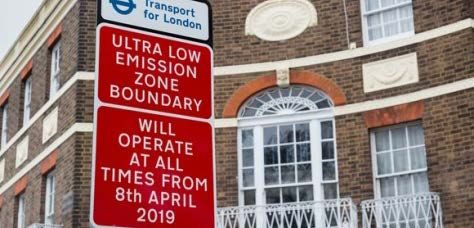 Transport
for London
ULTRA LOW
EMISSION
ZONE
BOUNDARY
WILL
OPERATE
AT ALL
TIMES FROM
8th APRIL
2019